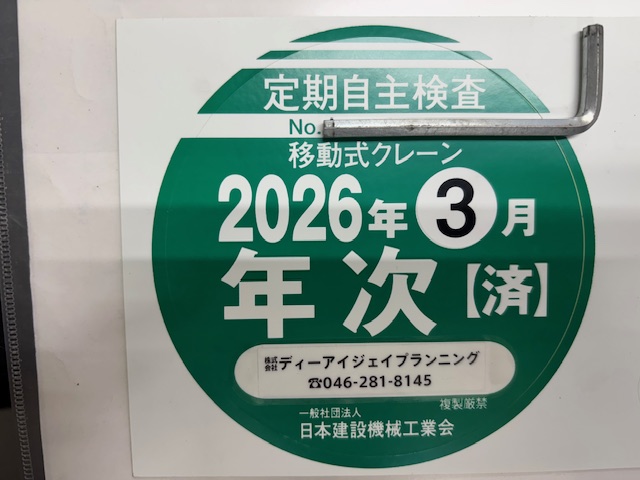 定期自主検査
No.
移動式クレーン
2026年③月
年次【済】
株式会社 ディーアイジェイプランニング
☎046-281-8145
複製厳禁
一般社団法人
日本建設機械工業会